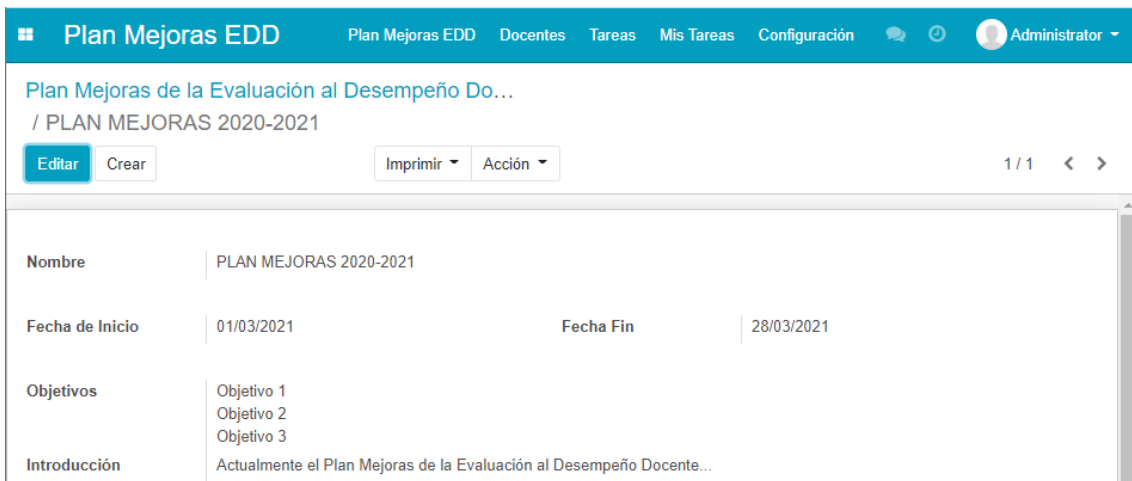 Plan Mejoras EDD Plan Mejoras EDD Docentes Tareas Mis Tareas Configuración Administrator
Plan Mejoras de la Evaluación al Desempeño Do...
/ PLAN MEJORAS 2020-2021
Editar Crear Imprimir Acción 1 / 1
Nombre PLAN MEJORAS 2020-2021
Fecha de Inicio 01/03/2021 Fecha Fin 28/03/2021
Objetivos Objetivo 1
Objetivo 2
Objetivo 3
Introducción Actualmente el Plan Mejoras de la Evaluación al Desempeño Docente...